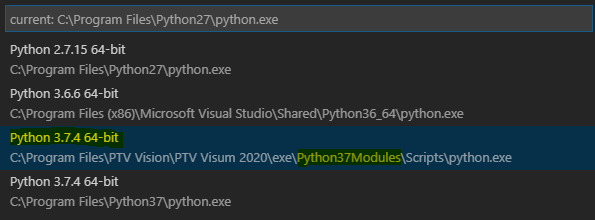 current: C:\Program Files\Python27\python.exe
Python 2.7.15 64-bit
C:\Program Files\Python27\python.exe
Python 3.6.6 64-bit
C:\Program Files (x86)\Microsoft Visual Studio\Shared\Python36_64\python.exe
Python 3.7.4 64-bit
C:\Program Files\PTV Vision\PTV Visum 2020\exe\Python37Modules\Scripts\python.exe
Python 3.7.4 64-bit
C:\Program Files\Python37\python.exe